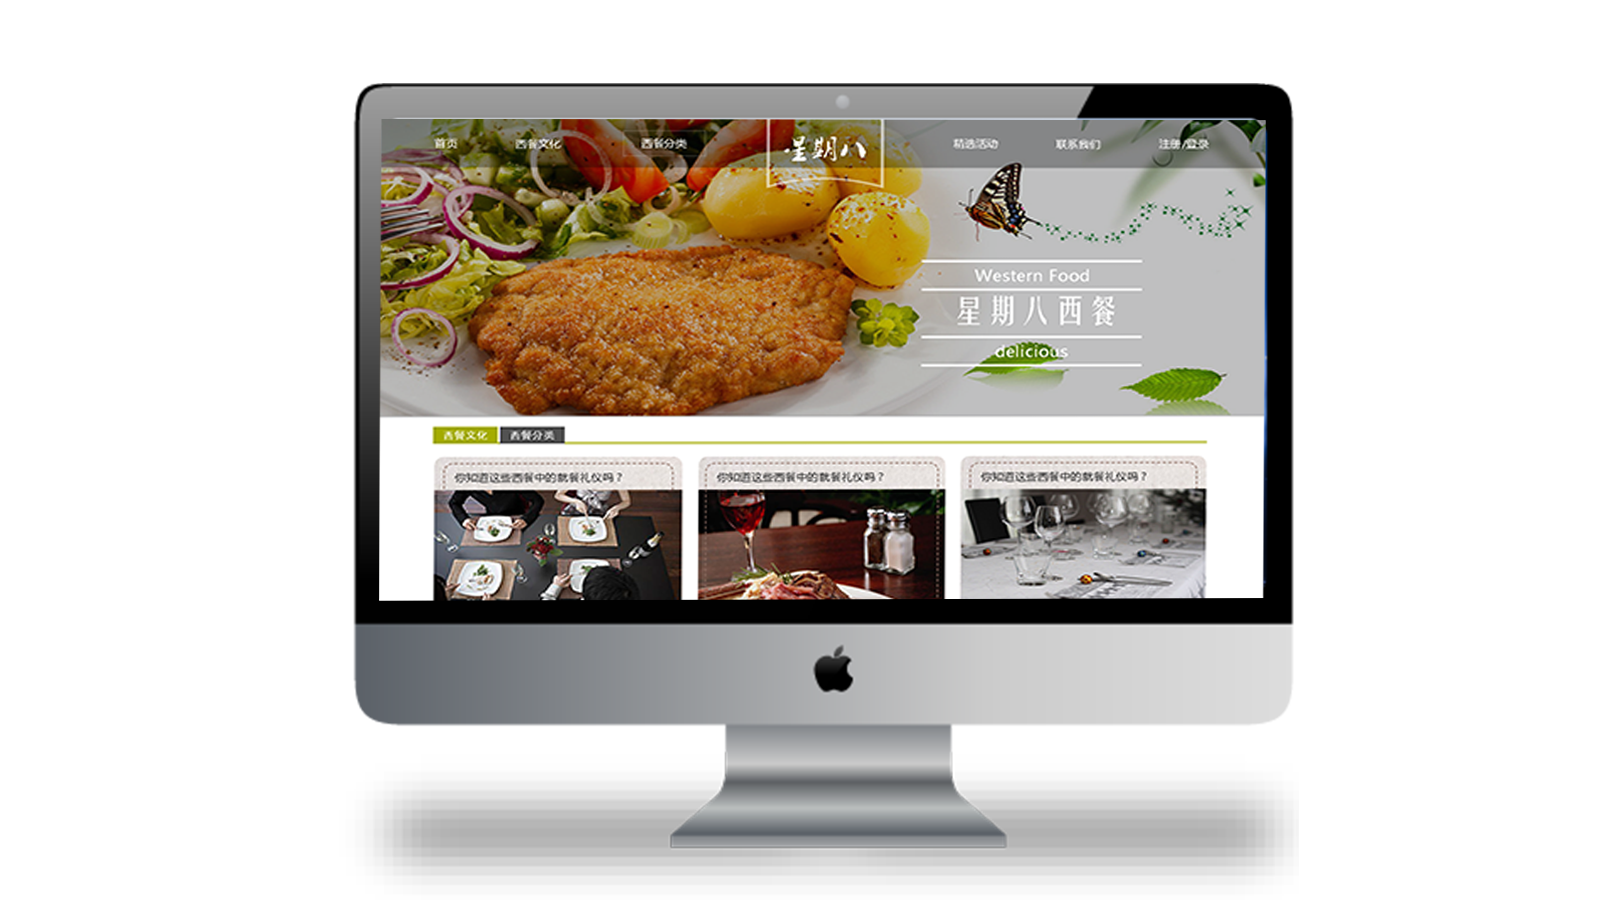 首页 西餐文化 西餐分类 星期八 精选活动 联系我们 注册/登录
Western Food
星期八西餐
delicious
西餐文化 西餐分类
你知道这些西餐中的就餐礼仪吗？ 你知道这些西餐中的就餐礼仪吗？ 你知道这些西餐中的就餐礼仪吗？